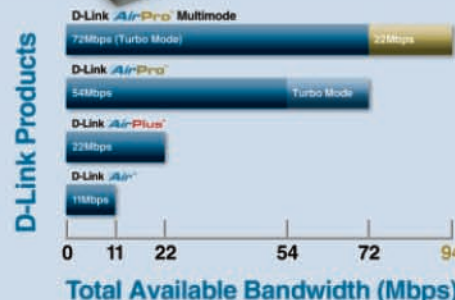 D-Link AirPro Multimode
72Mbps (Turbo Mode) 22Mbps
D-Link AirPro
54Mbps Turbo Mode
D-Link AirPlus
22Mbps
D-Link Air
11Mbps
0 11 22 54 72 94
Total Available Bandwidth (Mbps)
D-Link Products